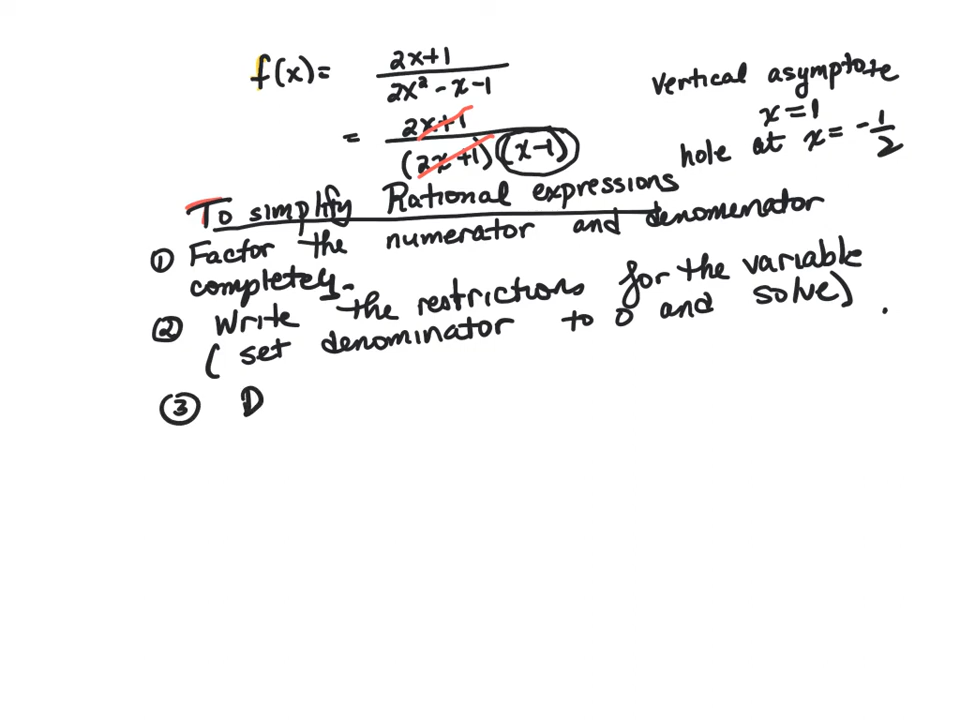 f(x) = (2x+1)/(2x² - x - 1)
= (2x+1)/((2x+1)(x-1))
vertical asymptote
x = 1
hole at x = -1/2
To simplify Rational expressions
① Factor the numerator and denomenator
completely.
② Write the restrictions for the variable
( set denominator to 0 and solve) .
③ D